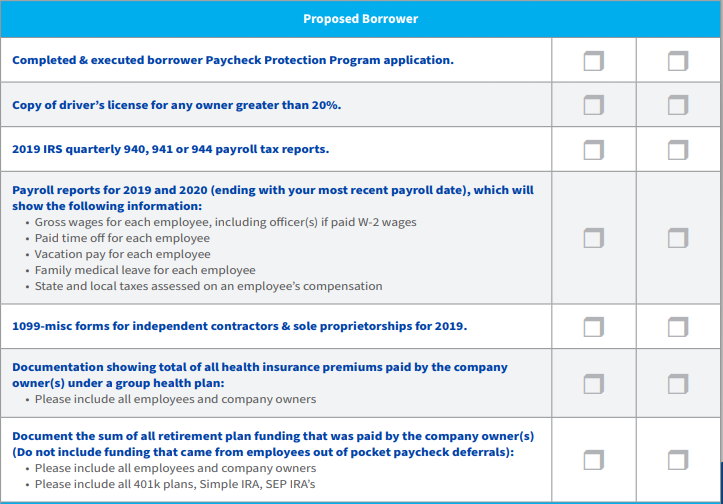 Proposed Borrower
Completed & executed borrower Paycheck Protection Program application.
Copy of driver’s license for any owner greater than 20%.
2019 IRS quarterly 940, 941 or 944 payroll tax reports.
Payroll reports for 2019 and 2020 (ending with your most recent payroll date), which will
show the following information:
• Gross wages for each employee, including officer(s) if paid W-2 wages
• Paid time off for each employee
• Vacation pay for each employee
• Family medical leave for each employee
• State and local taxes assessed on an employee’s compensation
1099-misc forms for independent contractors & sole proprietorships for 2019.
Documentation showing total of all health insurance premiums paid by the company
owner(s) under a group health plan:
• Please include all employees and company owners
Document the sum of all retirement plan funding that was paid by the company owner(s)
(Do not include funding that came from employees out of pocket paycheck deferrals):
• Please include all employees and company owners
• Please include all 401k plans, Simple IRA, SEP IRA’s